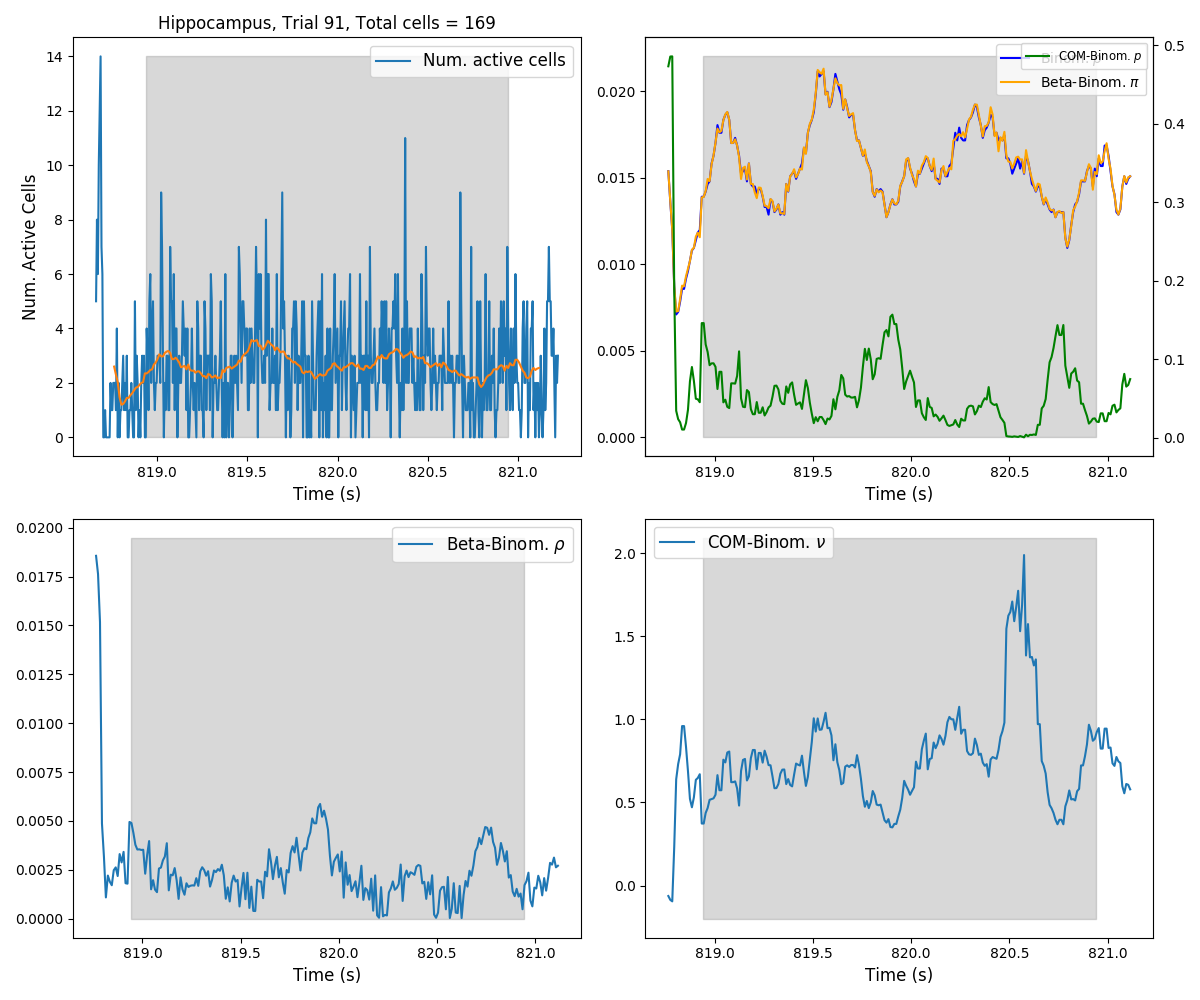 Hippocampus, Trial 91, Total cells = 169
Num. active cells
Num. Active Cells
14
12
10
8
6
4
2
0
819.0 819.5 820.0 820.5 821.0
Time (s)
COM-Binom. p
Beta-Binom. π
0.020
0.015
0.010
0.005
0.000
0.5
0.4
0.3
0.2
0.1
0.0
819.0 819.5 820.0 820.5 821.0
Time (s)
Beta-Binom. ρ
0.0200
0.0175
0.0150
0.0125
0.0100
0.0075
0.0050
0.0025
0.0000
819.0 819.5 820.0 820.5 821.0
Time (s)
COM-Binom. ν
2.0
1.5
1.0
0.5
0.0
819.0 819.5 820.0 820.5 821.0
Time (s)